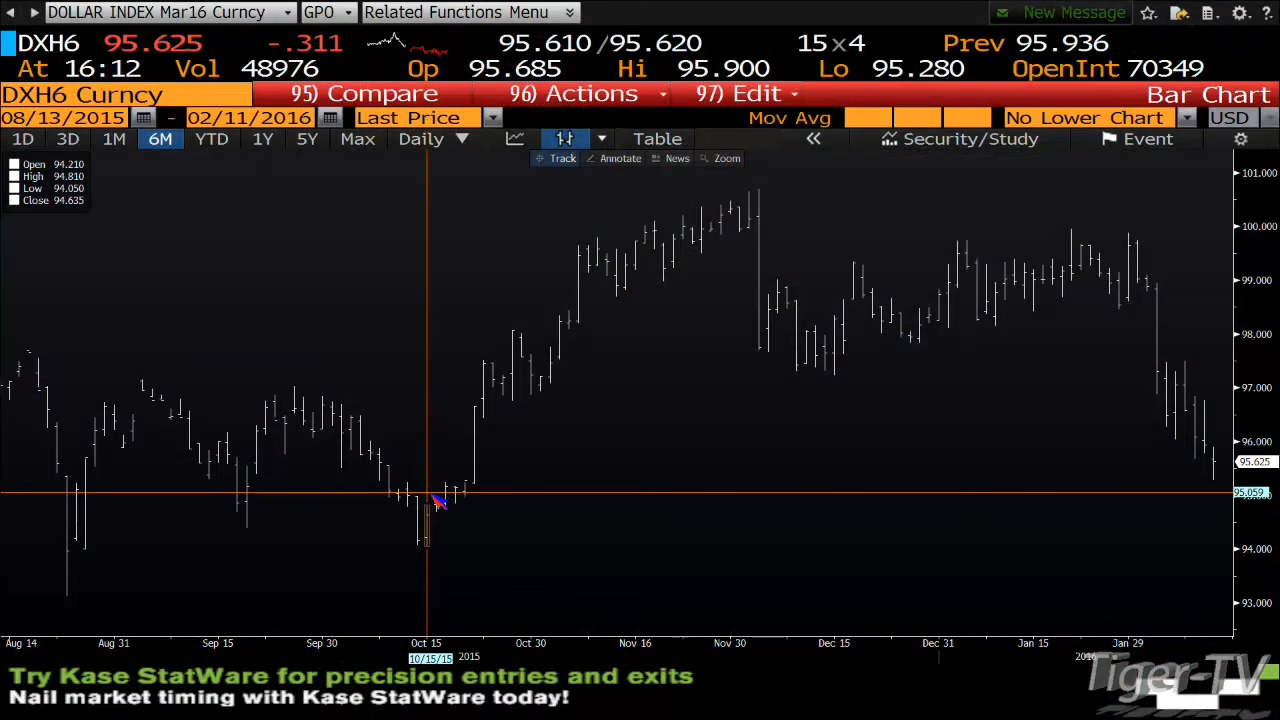 DOLLAR INDEX Mar16 Curncy GPO Related Functions Menu New Message
DXH6 95.625 -.311 95.610/95.620 15x4 Prev 95.936
At 16:12 Vol 48976 Op 95.685 Hi 95.900 Lo 95.280 OpenInt 70349
DXH6 Curncy 95) Compare 96) Actions 97) Edit Bar Chart
08/13/2015 - 02/11/2016 Last Price Mov Avg No Lower Chart USD
1D 3D 1M 6M YTD 1Y 5Y Max Daily Table Security/Study Event
Track Annotate News Zoom
Open 94.210
High 94.810
Low 94.050
Close 94.635
101.000
100.000
99.000
98.000
97.000
96.000
95.625
95.059
94.000
93.000
Aug 14 Aug 31 Sep 15 Sep 30 Oct 15 Oct 30 Nov 16 Nov 30 Dec 15 Dec 31 Jan 15 Jan 29
10/15/15 2015
Try Kase StatWare for precision entries and exits
Nail market timing with Kase StatWare today!
Tiger-TV